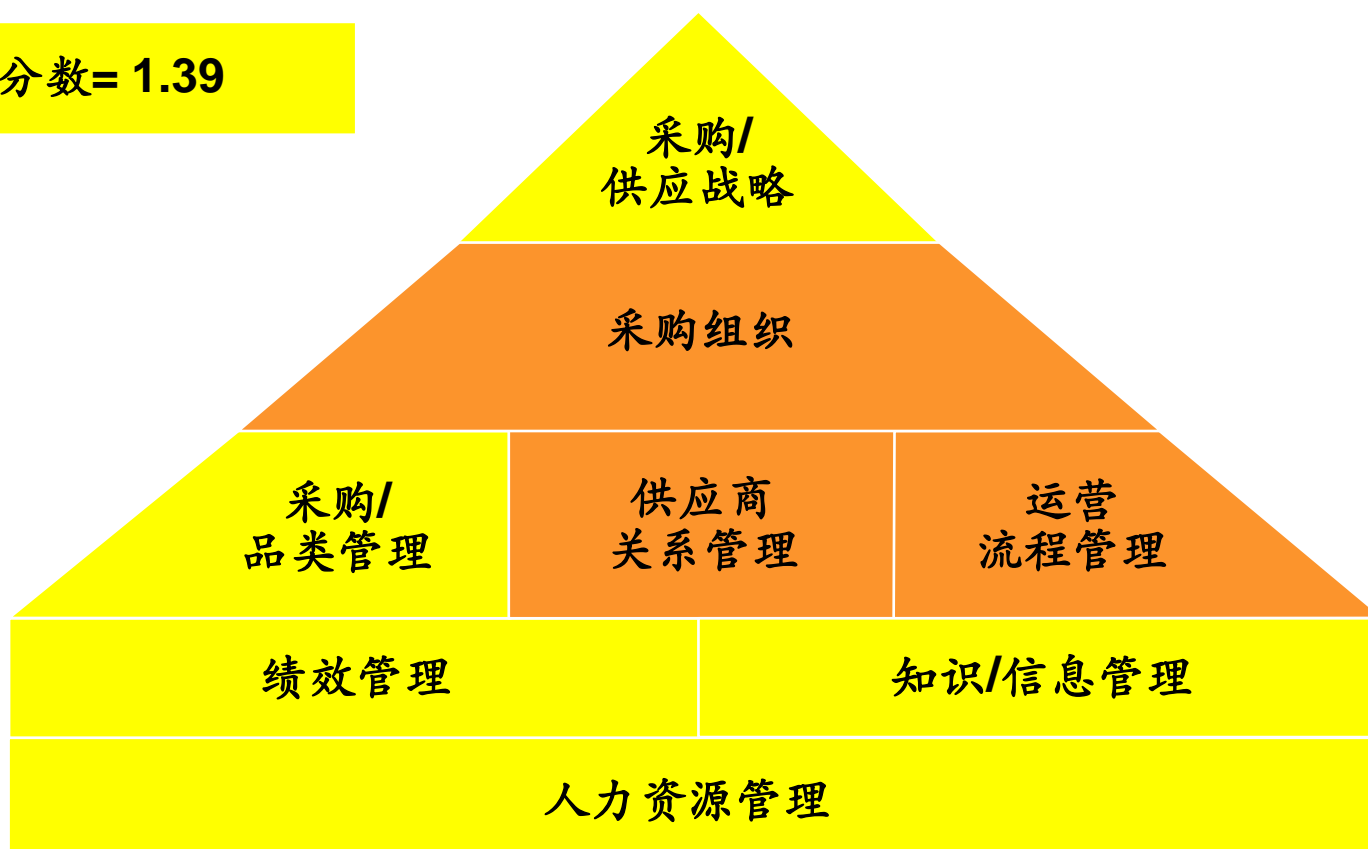 分数= 1.39
采购/
供应战略
采购组织
采购/
品类管理
供应商
关系管理
运营
流程管理
绩效管理
知识/信息管理
人力资源管理